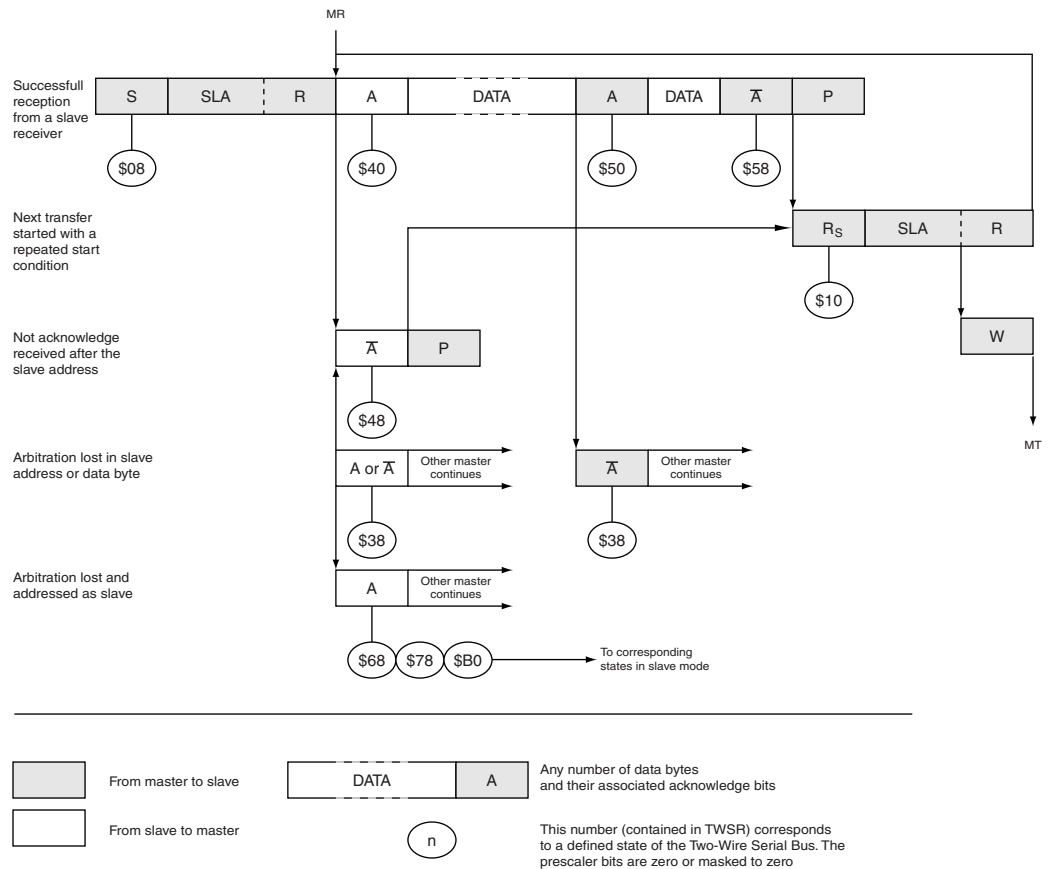 MR
Successfull
reception
from a slave
receiver
S SLA R A DATA A DATA A̅ P
$08 $40 $50 $58
Next transfer
started with a
repeated start
condition
RS SLA R
$10
Not acknowledge
received after the
slave address
A̅ P
W
$48
MT
Arbitration lost in slave
address or data byte
A or A̅
Other master
continues
A̅
Other master
continues
$38 $38
Arbitration lost and
addressed as slave
A
Other master
continues
$68 $78 $B0
To corresponding
states in slave mode
From master to slave
DATA A
Any number of data bytes
and their associated acknowledge bits
From slave to master
n
This number (contained in TWSR) corresponds
to a defined state of the Two-Wire Serial Bus. The
prescaler bits are zero or masked to zero